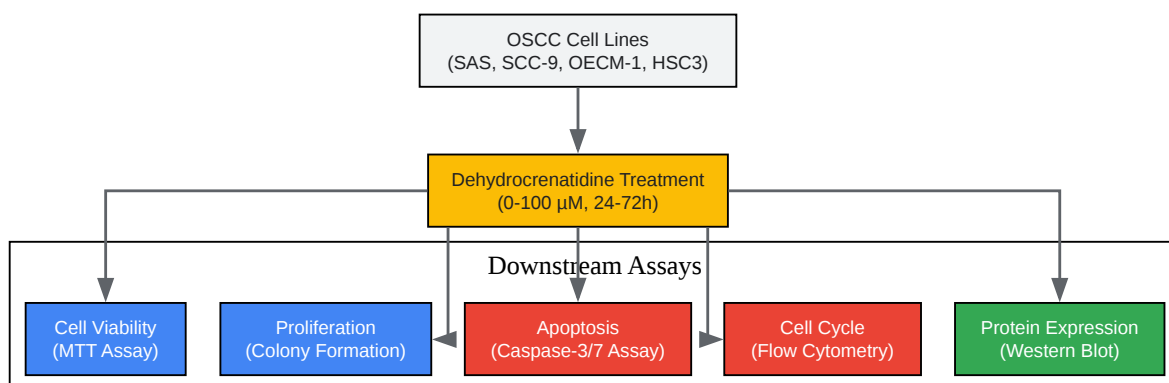 OSCC Cell Lines
(SAS, SCC-9, OECM-1, HSC3)
Dehydrocrenatidine Treatment
(0-100 µM, 24-72h)
Downstream Assays
Cell Viability
(MTT Assay)
Proliferation
(Colony Formation)
Apoptosis
(Caspase-3/7 Assay)
Cell Cycle
(Flow Cytometry)
Protein Expression
(Western Blot)